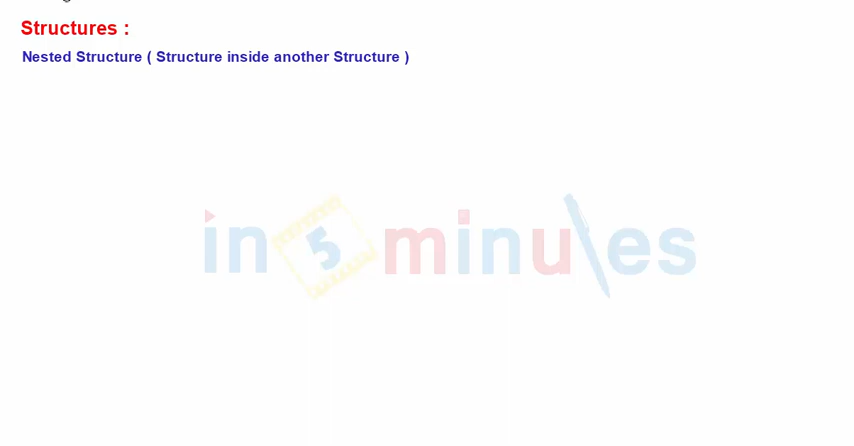 Structures :
Nested Structure ( Structure inside another Structure )
in 5 minutes